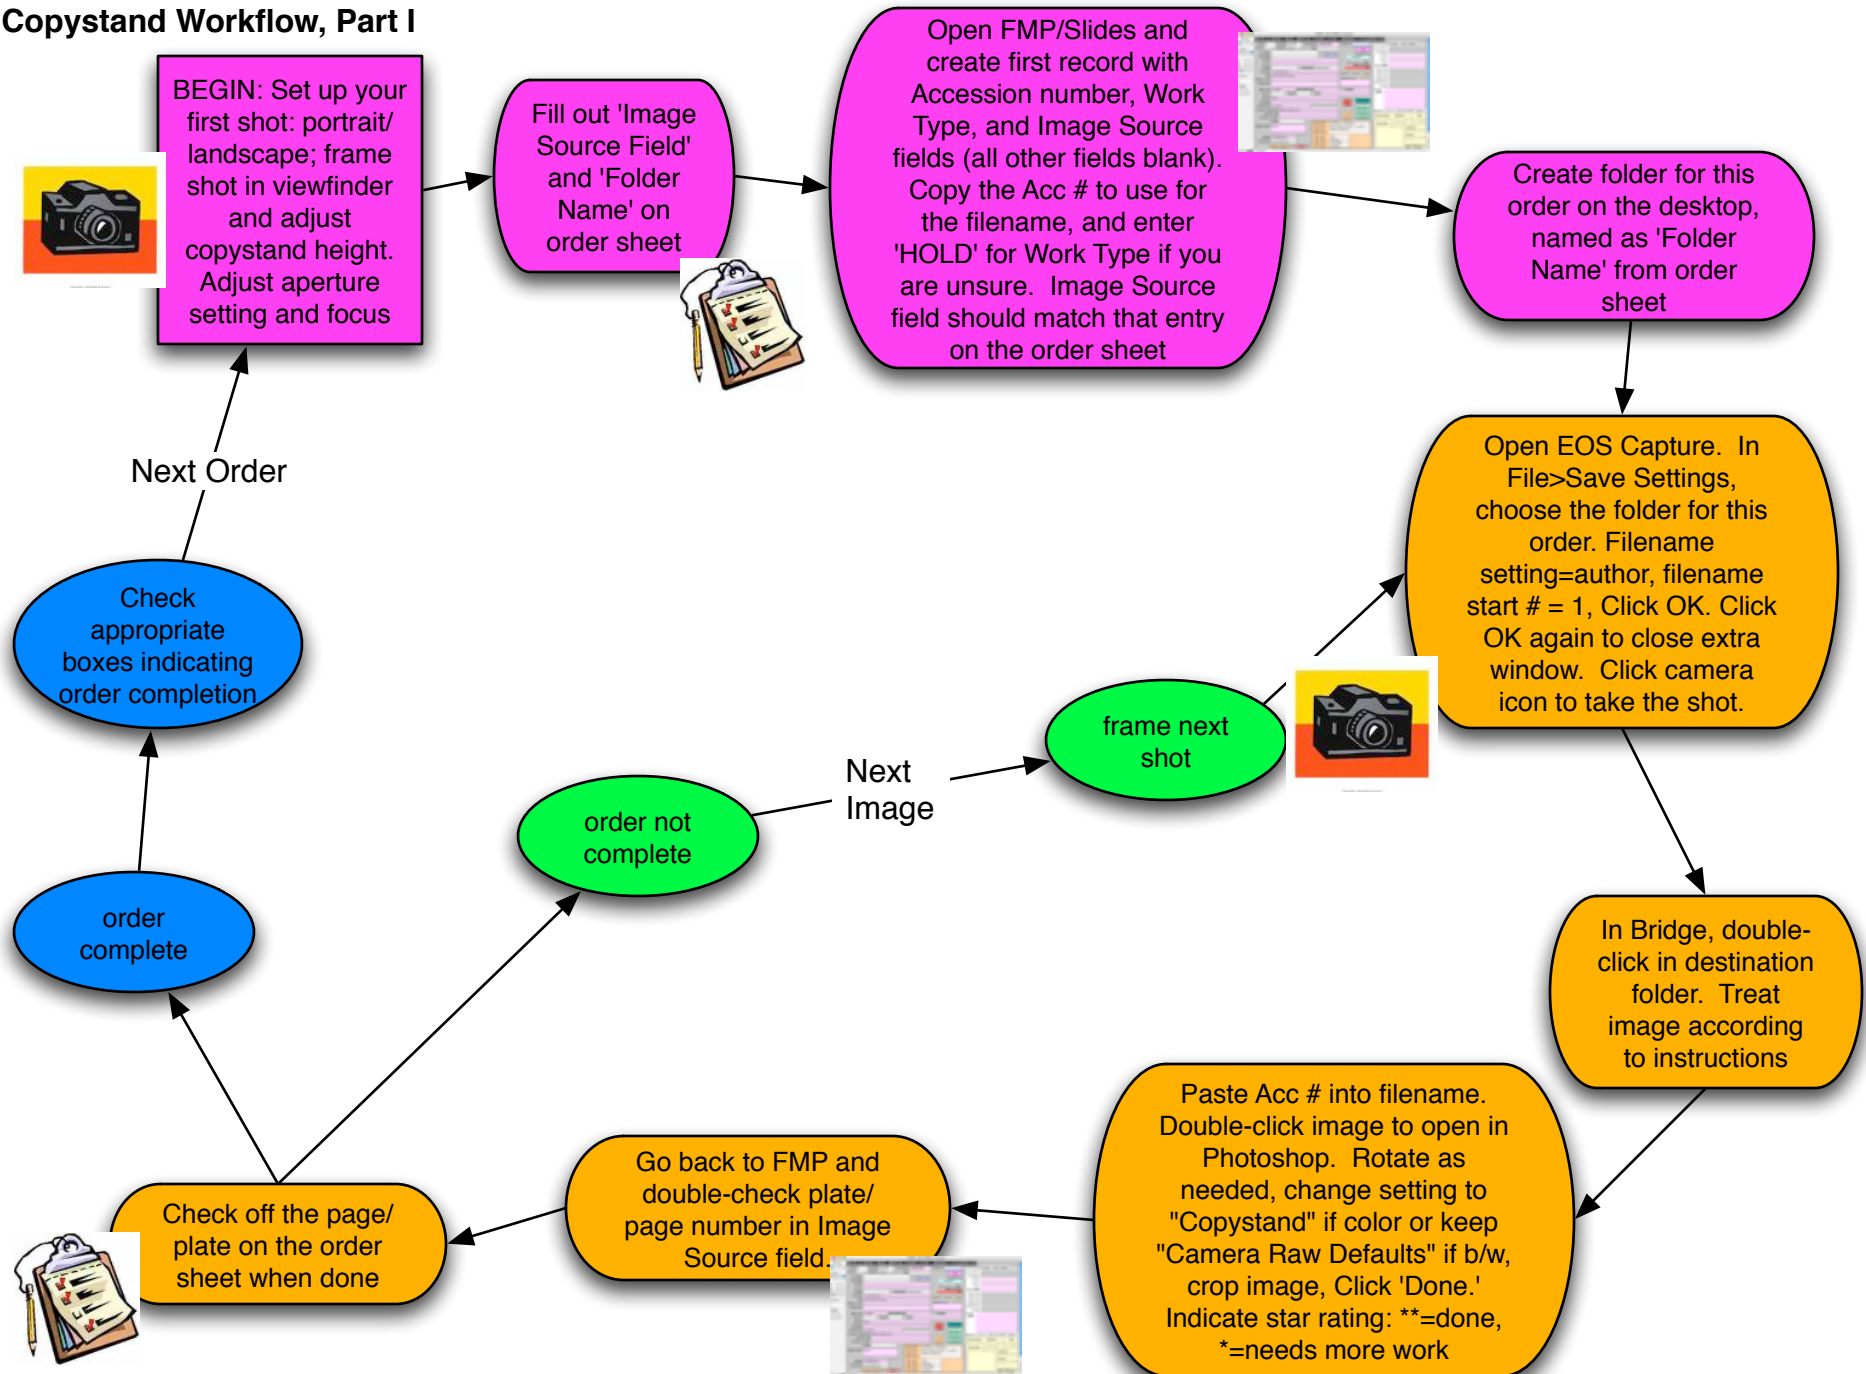 Copystand Workflow, Part I
BEGIN: Set up your
first shot: portrait/
landscape; frame
shot in viewfinder
and adjust
copystand height.
Adjust aperture
setting and focus
Fill out 'Image
Source Field'
and 'Folder
Name' on
order sheet
Open FMP/Slides and
create first record with
Accession number, Work
Type, and Image Source
fields (all other fields blank).
Copy the Acc # to use for
the filename, and enter
'HOLD' for Work Type if you
are unsure.  Image Source
field should match that entry
on the order sheet
Create folder for this
order on the desktop,
named as 'Folder
Name' from order
sheet
Open EOS Capture.  In
File>Save Settings,
choose the folder for this
order. Filename
setting=author, filename
start # = 1, Click OK. Click
OK again to close extra
window.  Click camera
icon to take the shot.
In Bridge, double-
click in destination
folder.  Treat
image according
to instructions
Paste Acc # into filename.
Double-click image to open in
Photoshop.  Rotate as
needed, change setting to
"Copystand" if color or keep
"Camera Raw Defaults" if b/w,
crop image, Click 'Done.'
Indicate star rating: **=done,
*=needs more work
Go back to FMP and
double-check plate/
page number in Image
Source field.
Check off the page/
plate on the order
sheet when done
order not
complete
Next
Image
frame next
shot
order
complete
Check
appropriate
boxes indicating
order completion
Next Order